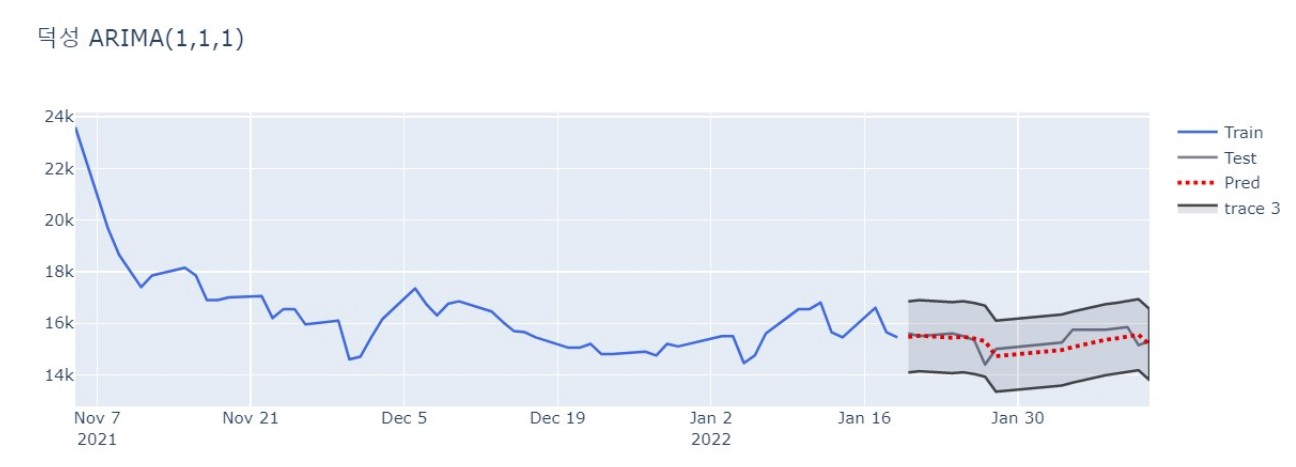 덕성 ARIMA(1,1,1)
24k
22k
20k
18k
16k
14k
Nov 7
2021
Nov 21
Dec 5
Dec 19
Jan 2
2022
Jan 16
Jan 30
Train
Test
Pred
trace 3